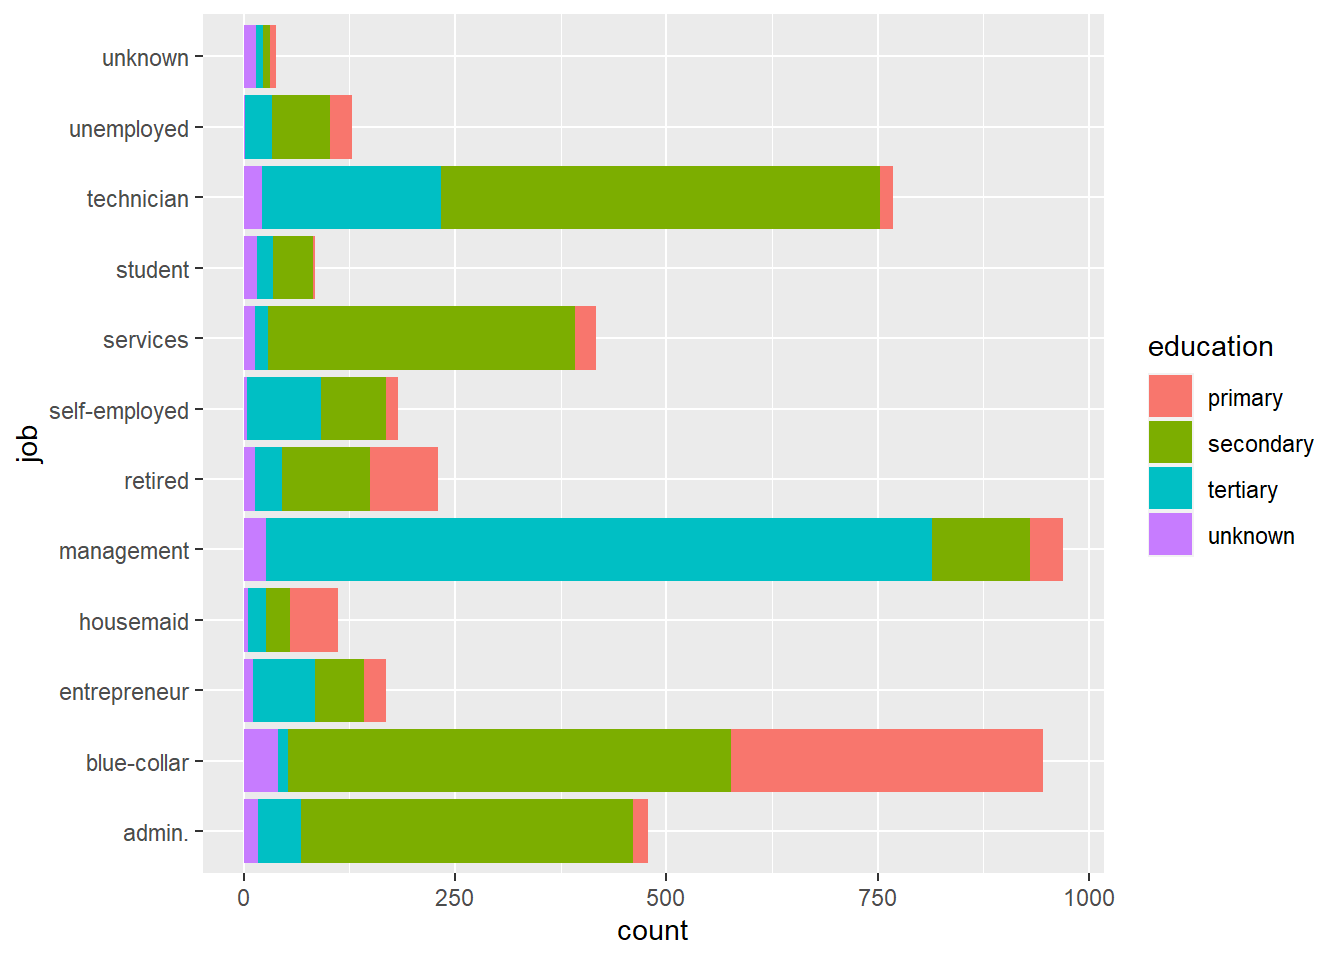 unknown
unemployed
technician
student
services
self-employed
retired
management
housemaid
entrepreneur
blue-collar
admin.
job
0 250 500 750 1000
count
education
primary
secondary
tertiary
unknown